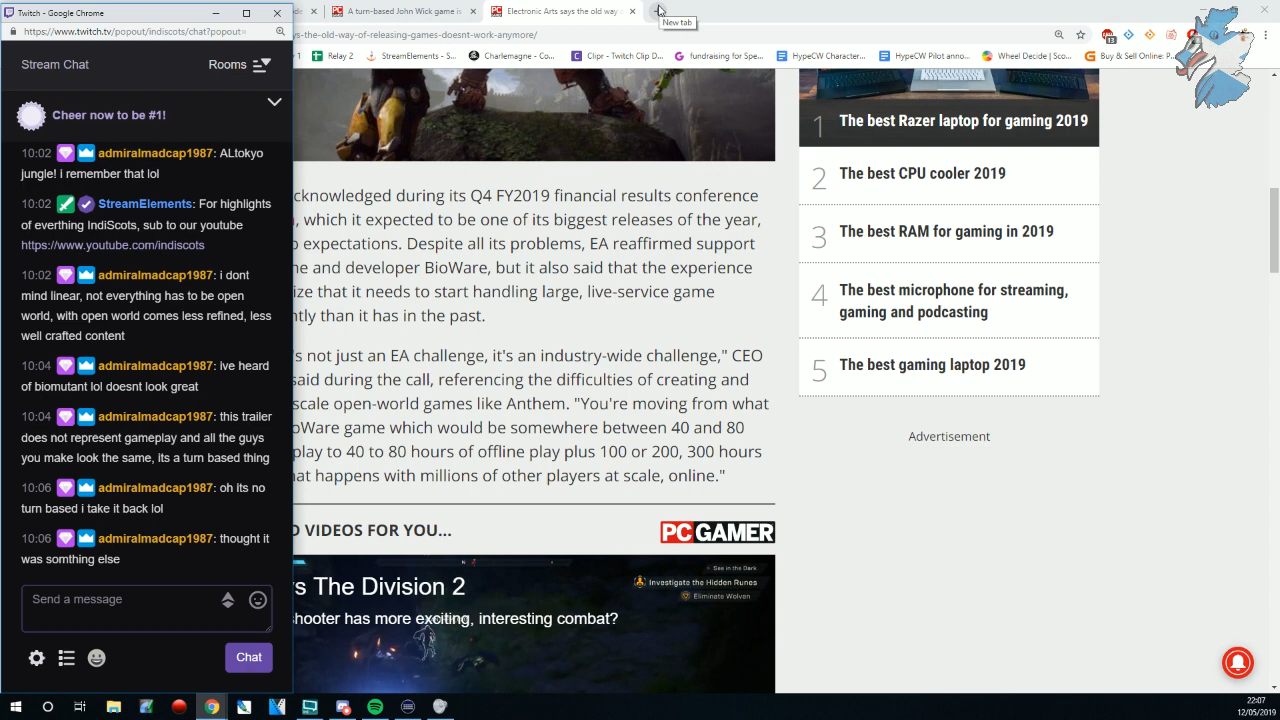 Twitch - Google Chrome
https://www.twitch.tv/popout/indiscots/chat?popout=
Stream Chat
Rooms
Cheer now to be #1!
10:02 admiralmadcap1987: ALtokyo
jungle! i remember that lol
10:02 StreamElements: For highlights
of everthing IndiScots, sub to our youtube
https://www.youtube.com/indiscots
10:02 admiralmadcap1987: i dont
mind linear, not everything has to be open
world, with open world comes less refined, less
well crafted content
10:04 admiralmadcap1987: ive heard
of biomutant lol doesnt look great
10:04 admiralmadcap1987: this trailer
does not represent gameplay and all the guys
you make look the same, its a turn based thing
10:06 admiralmadcap1987: oh its no
turn based i take it back lol
10:06 admiralmadcap1987: thought it
was somthing else
Send a message
Chat
A turn-based John Wick game is
Electronic Arts says the old way
New tab
ys-the-old-way-of-releasing-games-doesnt-work-anymore/
13
1 Relay 2 StreamElements - S... Charlemagne - Co... Clipr - Twitch Clip D... fundraising for Spe... HypeCW Template HypeCW Pilot anno... Wheel Decide | Sco... Buy & Sell Online: P...
cknowledged during its Q4 FY2019 financial results conference
, which it expected to be one of its biggest releases of the year,
o expectations. Despite all its problems, EA reaffirmed support
ne and developer BioWare, but it also said that the experience
ize that it needs to start handling large, live-service game
ntly than it has in the past.
's not just an EA challenge, it's an industry-wide challenge," CEO
said during the call, referencing the difficulties of creating and
scale open-world games like Anthem. "You're moving from what
oWare game which would be somewhere between 40 and 80
play to 40 to 80 hours of offline play plus 100 or 200, 300 hours
at happens with millions of other players at scale, online."
D VIDEOS FOR YOU...
PC GAMER
s The Division 2
shooter has more exciting, interesting combat?
See in the Dark
Investigate the Hidden Runes
Eliminate Wolven
1 The best Razer laptop for gaming 2019
2 The best CPU cooler 2019
3 The best RAM for gaming in 2019
4 The best microphone for streaming,
gaming and podcasting
5 The best gaming laptop 2019
Advertisement
22:07
12/05/2019